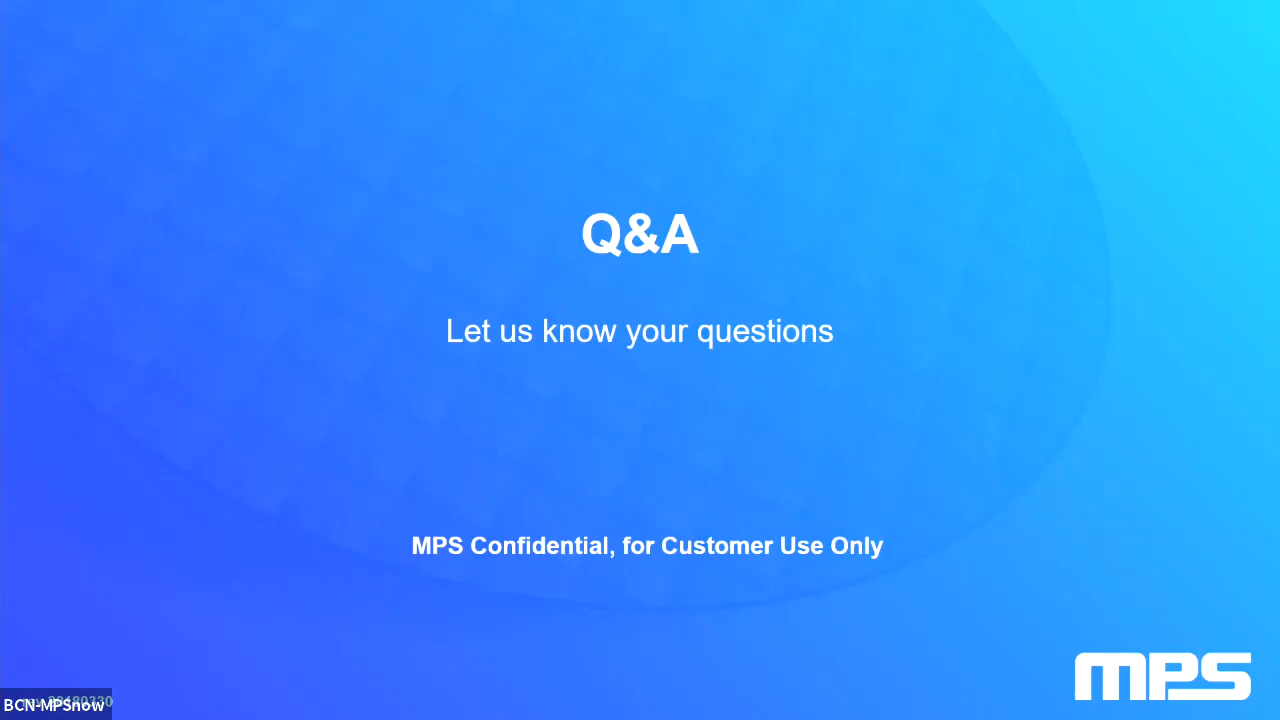 Q&A
Let us know your questions
MPS Confidential, for Customer Use Only
MPS
BCN-MPSnow